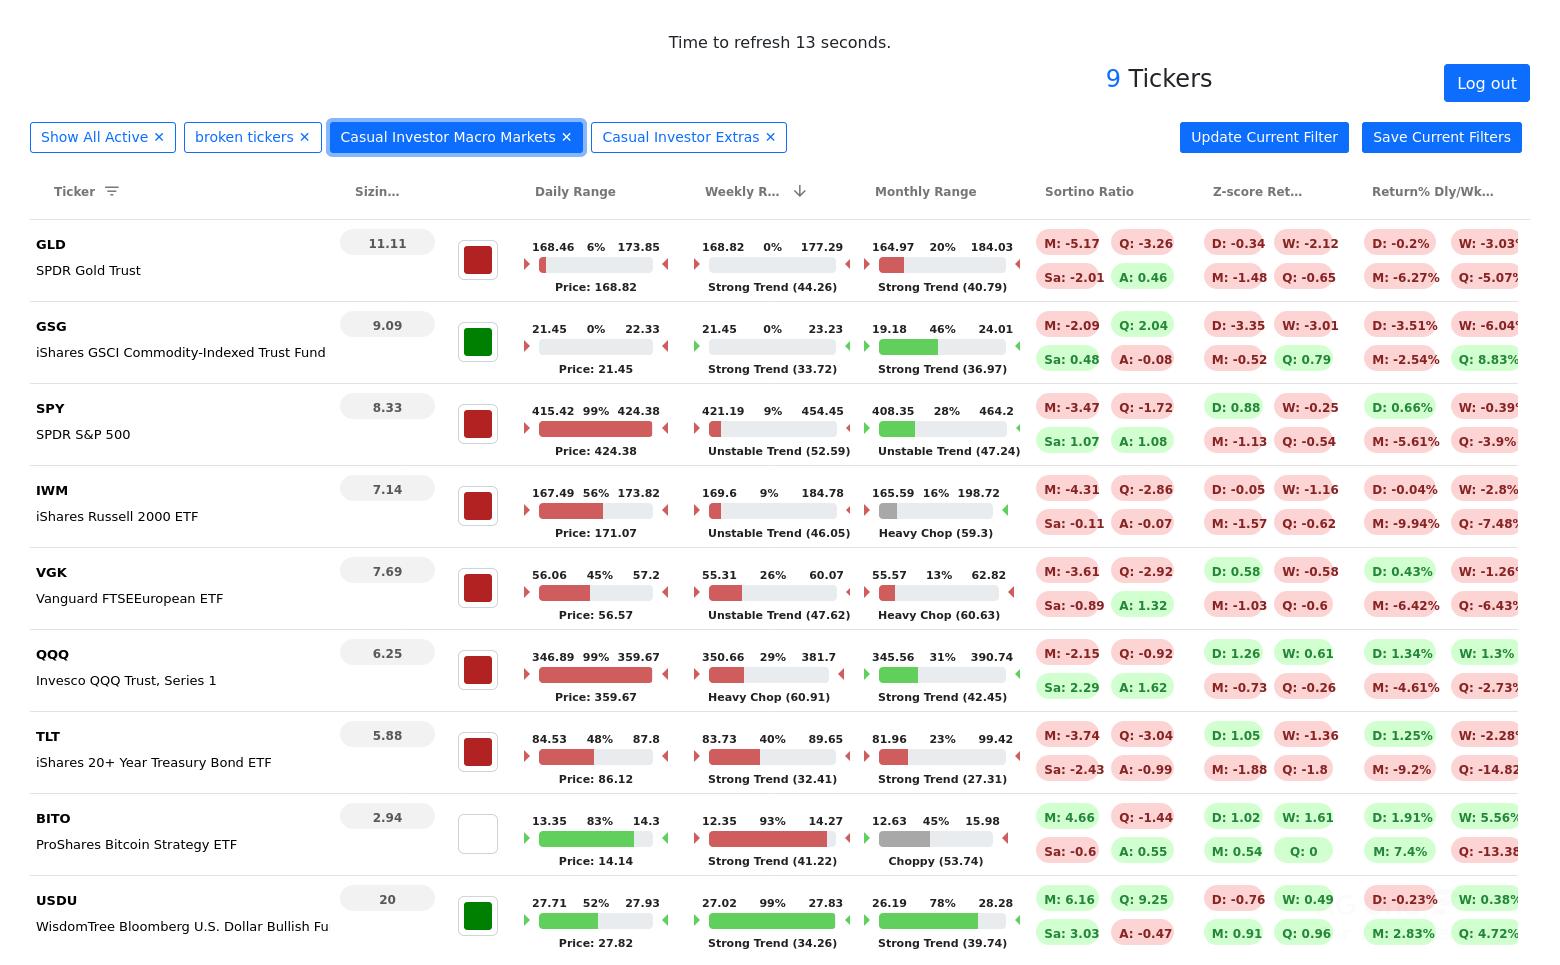 Time to refresh 13 seconds.
9 Tickers
Log out
Show All Active ✕ broken tickers ✕ Casual Investor Macro Markets ✕ Casual Investor Extras ✕ Update Current Filter Save Current Filters
Ticker Sizin... Daily Range Weekly R... Monthly Range Sortino Ratio Z-score Ret... Return% Dly/Wk...
GLD 11.11 168.46 6% 173.85 168.82 0% 177.29 164.97 20% 184.03 M: -5.17 Q: -3.26 D: -0.34 W: -2.12 D: -0.2% W: -3.03%
SPDR Gold Trust Sa: -2.01 A: 0.46 M: -1.48 Q: -0.65 M: -6.27% Q: -5.07%
Price: 168.82 Strong Trend (44.26) Strong Trend (40.79)
GSG 9.09 21.45 0% 22.33 21.45 0% 23.23 19.18 46% 24.01 M: -2.09 Q: 2.04 D: -3.35 W: -3.01 D: -3.51% W: -6.04%
iShares GSCI Commodity-Indexed Trust Fund Sa: 0.48 A: -0.08 M: -0.52 Q: 0.79 M: -2.54% Q: 8.83%
Price: 21.45 Strong Trend (33.72) Strong Trend (36.97)
SPY 8.33 415.42 99% 424.38 421.19 9% 454.45 408.35 28% 464.2 M: -3.47 Q: -1.72 D: 0.88 W: -0.25 D: 0.66% W: -0.39%
SPDR S&P 500 Sa: 1.07 A: 1.08 M: -1.13 Q: -0.54 M: -5.61% Q: -3.9%
Price: 424.38 Unstable Trend (52.59) Unstable Trend (47.24)
IWM 7.14 167.49 56% 173.82 169.6 9% 184.78 165.59 16% 198.72 M: -4.31 Q: -2.86 D: -0.05 W: -1.16 D: -0.04% W: -2.8%
iShares Russell 2000 ETF Sa: -0.11 A: -0.07 M: -1.57 Q: -0.62 M: -9.94% Q: -7.48%
Price: 171.07 Unstable Trend (46.05) Heavy Chop (59.3)
VGK 7.69 56.06 45% 57.2 55.31 26% 60.07 55.57 13% 62.82 M: -3.61 Q: -2.92 D: 0.58 W: -0.58 D: 0.43% W: -1.26%
Vanguard FTSEEuropean ETF Sa: -0.89 A: 1.32 M: -1.03 Q: -0.6 M: -6.42% Q: -6.43%
Price: 56.57 Unstable Trend (47.62) Heavy Chop (60.63)
QQQ 6.25 346.89 99% 359.67 350.66 29% 381.7 345.56 31% 390.74 M: -2.15 Q: -0.92 D: 1.26 W: 0.61 D: 1.34% W: 1.3%
Invesco QQQ Trust, Series 1 Sa: 2.29 A: 1.62 M: -0.73 Q: -0.26 M: -4.61% Q: -2.73%
Price: 359.67 Heavy Chop (60.91) Strong Trend (42.45)
TLT 5.88 84.53 48% 87.8 83.73 40% 89.65 81.96 23% 99.42 M: -3.74 Q: -3.04 D: 1.05 W: -1.36 D: 1.25% W: -2.28%
iShares 20+ Year Treasury Bond ETF Sa: -2.43 A: -0.99 M: -1.88 Q: -1.8 M: -9.2% Q: -14.82
Price: 86.12 Strong Trend (32.41) Strong Trend (27.31)
BITO 2.94 13.35 83% 14.3 12.35 93% 14.27 12.63 45% 15.98 M: 4.66 Q: -1.44 D: 1.02 W: 1.61 D: 1.91% W: 5.56%
ProShares Bitcoin Strategy ETF Sa: -0.6 A: 0.55 M: 0.54 Q: 0 M: 7.4% Q: -13.38
Price: 14.14 Strong Trend (41.22) Choppy (53.74)
USDU 20 27.71 52% 27.93 27.02 99% 27.83 26.19 78% 28.28 M: 6.16 Q: 9.25 D: -0.76 W: 0.49 D: -0.23% W: 0.38%
WisdomTree Bloomberg U.S. Dollar Bullish Fu Sa: 3.03 A: -0.47 M: 0.91 Q: 0.96 M: 2.83% Q: 4.72%
Price: 27.82 Strong Trend (34.26) Strong Trend (39.74)